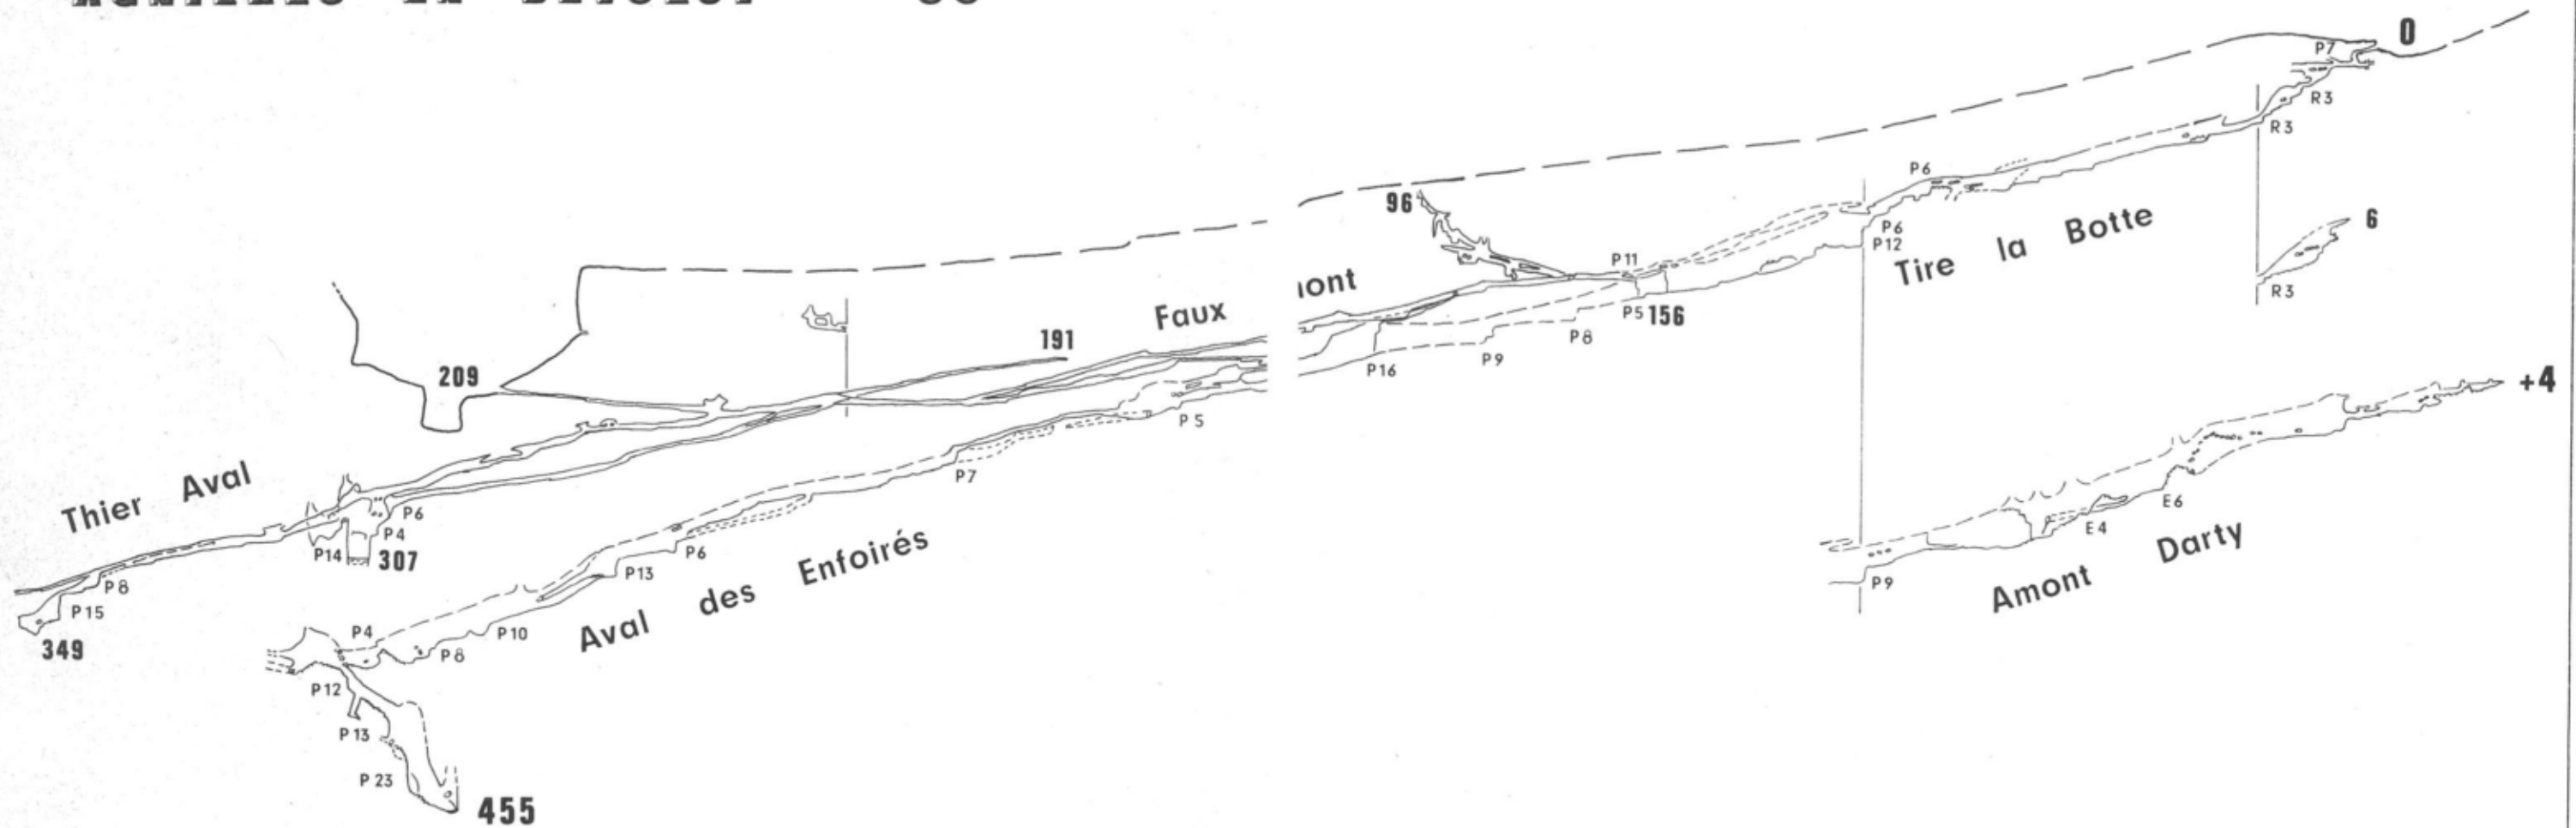 0
P7
R3
R3
6
R3
96
P6
P6
P12
P11
P5
156
P8
P9
P16
Tire la Botte
+4
E6
E4
P9
Amont Darty
209
191
Faux
P5
P7
P6
P13
P10
P8
P4
Aval des Enfoirés
Thier Aval
P6
P4
P14
307
P8
P15
349
P12
P13
P23
455